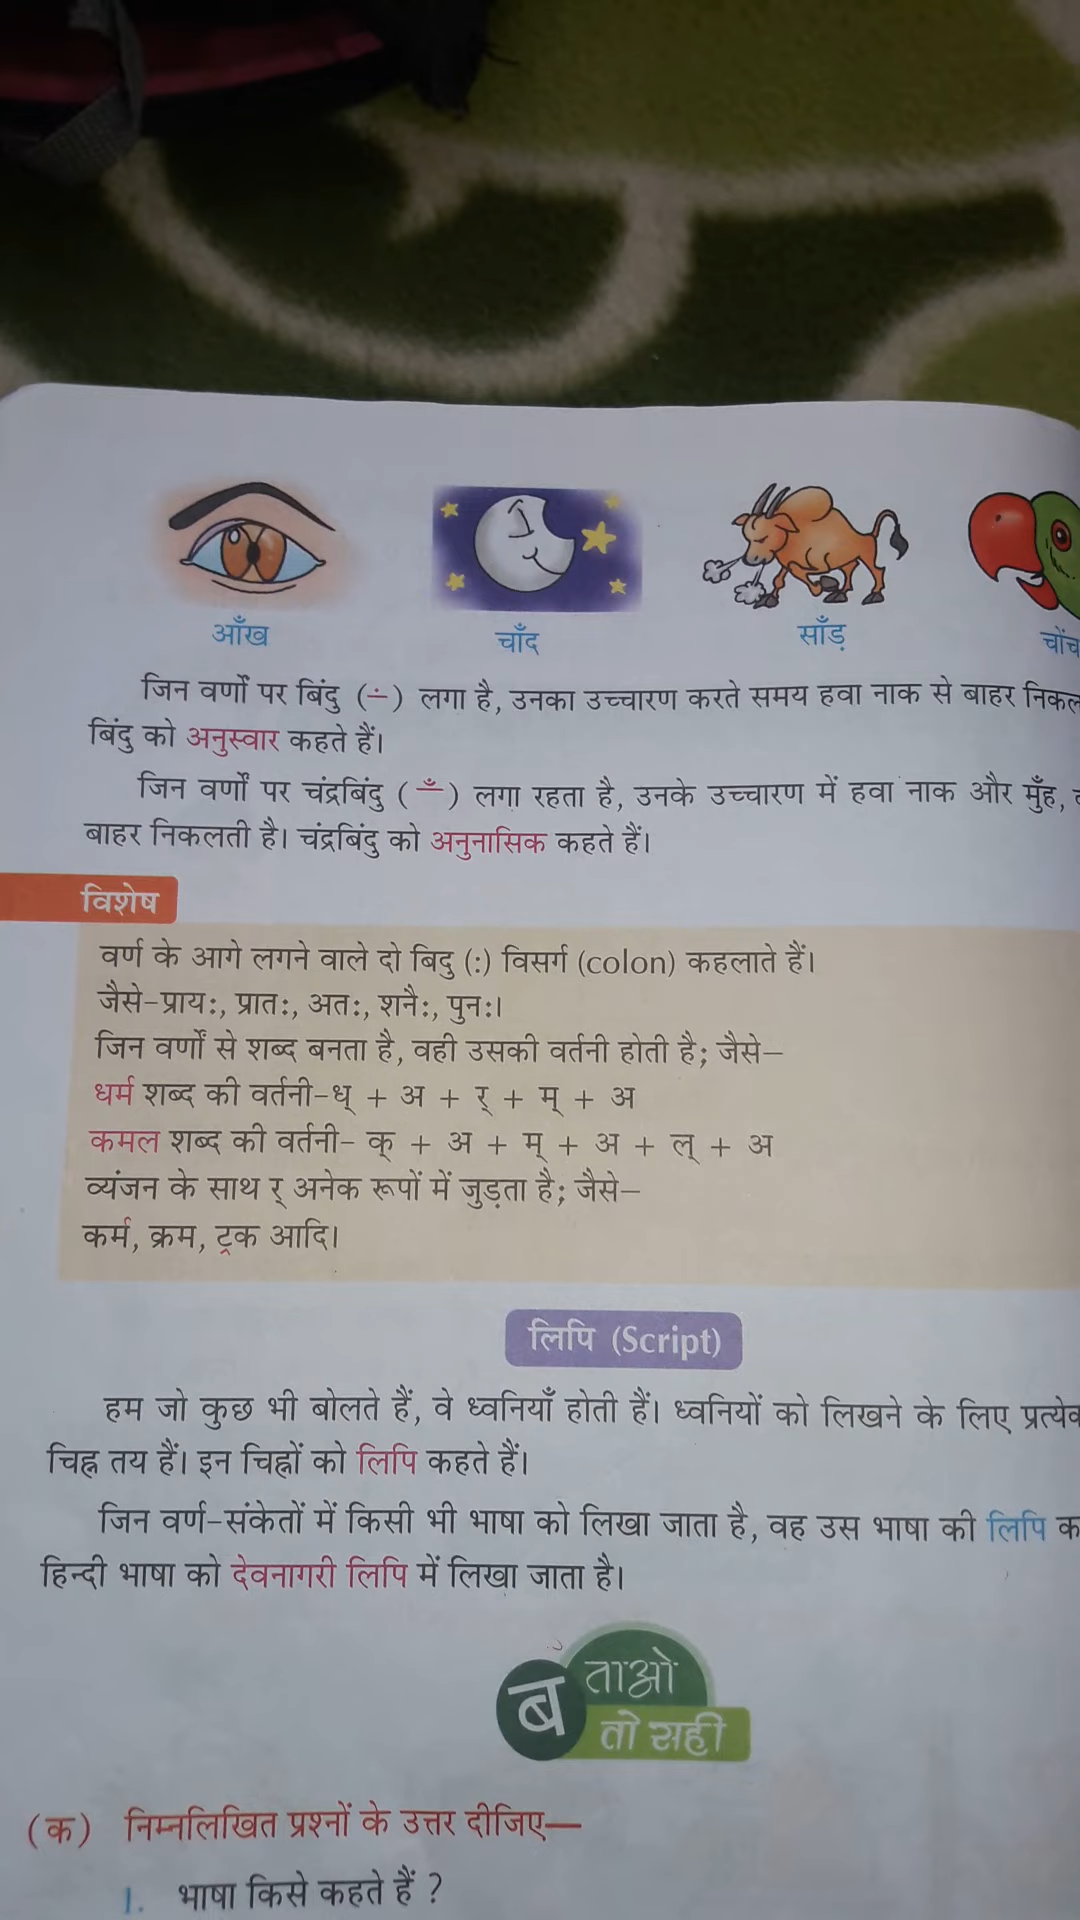 आँख चाँद साँड़ चोंच
जिन वर्णों पर बिंदु (∸) लगा है, उनका उच्चारण करते समय हवा नाक से बाहर
बिंदु को अनुस्वार कहते हैं।
जिन वर्णों पर चंद्रबिंदु ( ँ ) लगा रहता है, उनके उच्चारण में हवा नाक और मुँह,
बाहर निकलती है। चंद्रबिंदु को अनुनासिक कहते हैं।
विशेष
वर्ण के आगे लगने वाले दो बिदु (:) विसर्ग (colon) कहलाते हैं।
जैसे-प्राय:, प्रात:, अत:, शनै:, पुन:।
जिन वर्णों से शब्द बनता है, वही उसकी वर्तनी होती है; जैसे—
धर्म शब्द की वर्तनी-ध् + अ + र् + म् + अ
कमल शब्द की वर्तनी- क् + अ + म् + अ + ल् + अ
व्यंजन के साथ र् अनेक रूपों में जुड़ता है; जैसे—
कर्म, क्रम, ट्रक आदि।
लिपि (Script)
हम जो कुछ भी बोलते हैं, वे ध्वनियाँ होती हैं। ध्वनियों को लिखने के लिए
चिह्न तय हैं। इन चिह्नों को लिपि कहते हैं।
जिन वर्ण-संकेतों में किसी भी भाषा को लिखा जाता है, वह उस भाषा की लिपि
हिन्दी भाषा को देवनागरी लिपि में लिखा जाता है।
बताओ
तो सही
(क) निम्नलिखित प्रश्नों के उत्तर दीजिए—
1. भाषा किसे कहते हैं ?